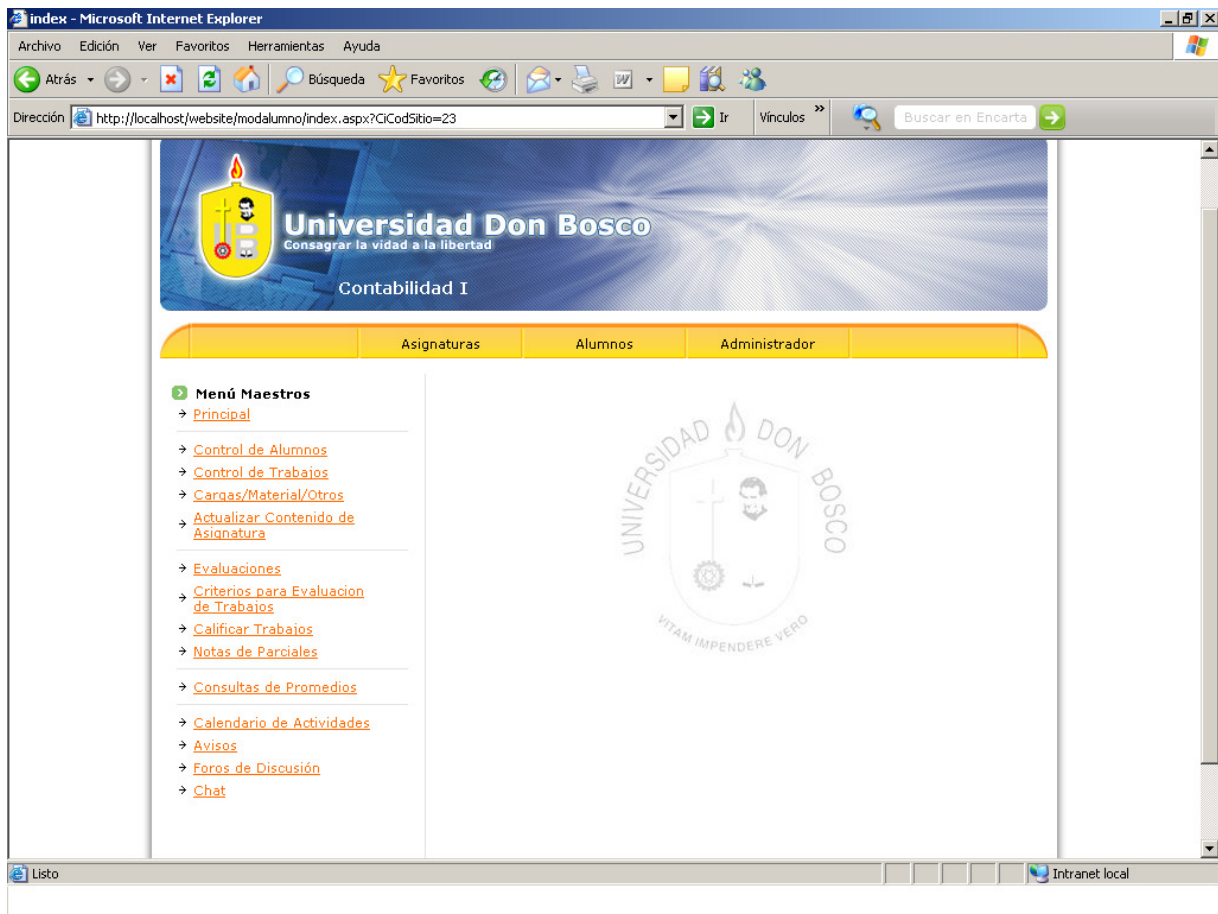 index - Microsoft Internet Explorer
Archivo Edición Ver Favoritos Herramientas Ayuda
Atrás Búsqueda Favoritos
Dirección http://localhost/website/modalumno/index.aspx?CiCodSitio=23 Ir Vínculos » Buscar en Encarta
Universidad Don Bosco
Consagrar la vidad a la libertad
Contabilidad I
Asignaturas Alumnos Administrador
Menú Maestros
Principal
Control de Alumnos
Control de Trabajos
Cargas/Material/Otros
Actualizar Contenido de
Asignatura
Evaluaciones
Criterios para Evaluacion
de Trabajos
Calificar Trabajos
Notas de Parciales
Consultas de Promedios
Calendario de Actividades
Avisos
Foros de Discusión
Chat
UNIVERSIDAD DON BOSCO
VITAM IMPENDERE VERO
Listo Intranet local